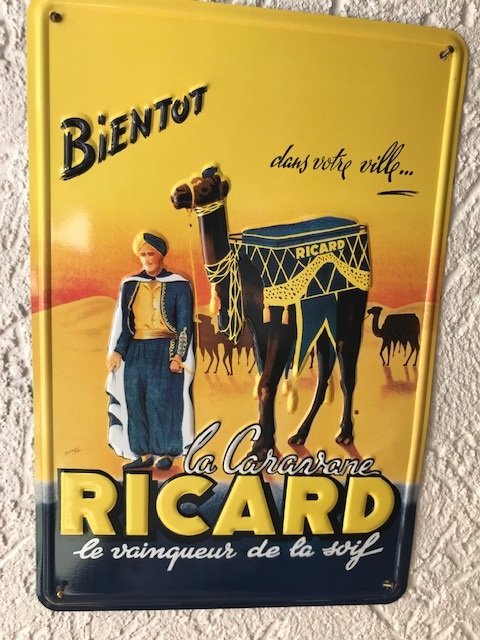 BIENTOT
dans votre ville...
RICARD
la Caravane
RICARD
le vainqueur de la soif